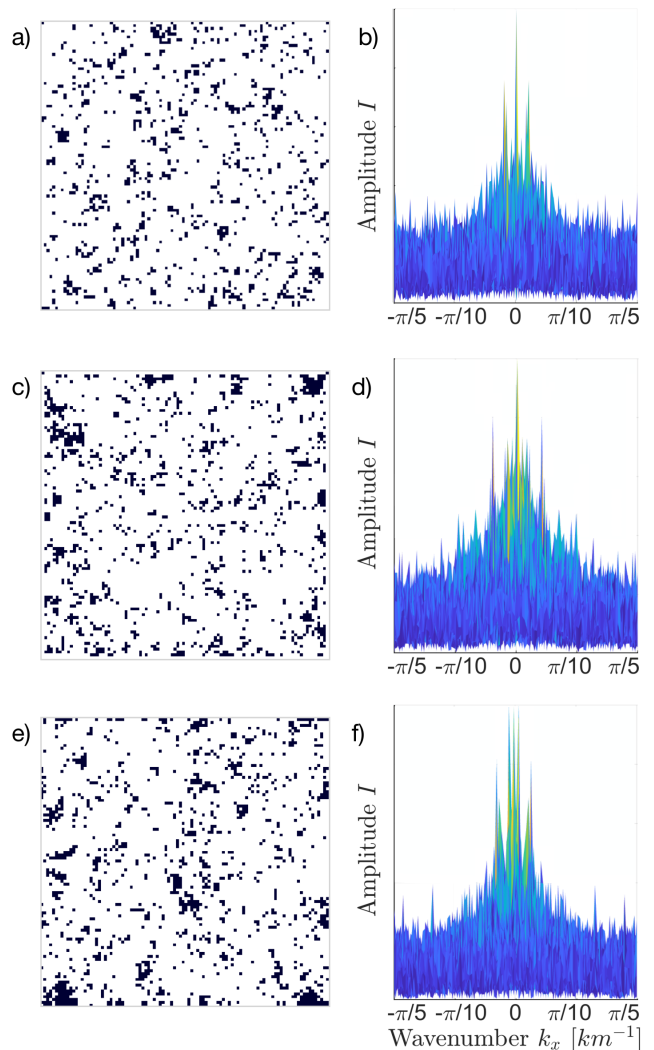 a)
b)
Amplitude I
-π/5 -π/10 0 π/10 π/5
c)
d)
Amplitude I
-π/5 -π/10 0 π/10 π/5
e)
f)
Amplitude I
-π/5 -π/10 0 π/10 π/5
Wavenumber kₓ [km⁻¹]